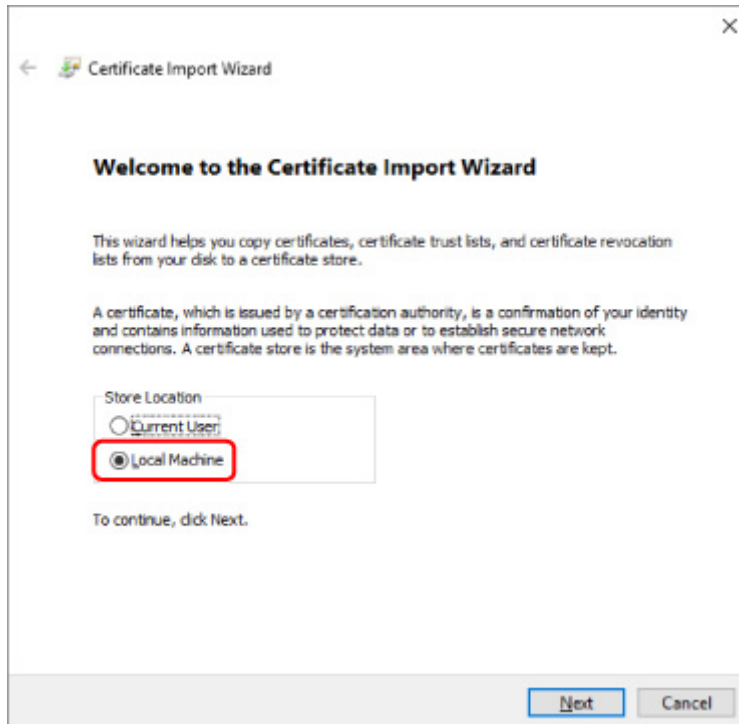 Certificate Import Wizard
Welcome to the Certificate Import Wizard
This wizard helps you copy certificates, certificate trust lists, and certificate revocation
lists from your disk to a certificate store.
A certificate, which is issued by a certification authority, is a confirmation of your identity
and contains information used to protect data or to establish secure network
connections. A certificate store is the system area where certificates are kept.
Store Location
Current User
Local Machine
To continue, click Next.
Next
Cancel